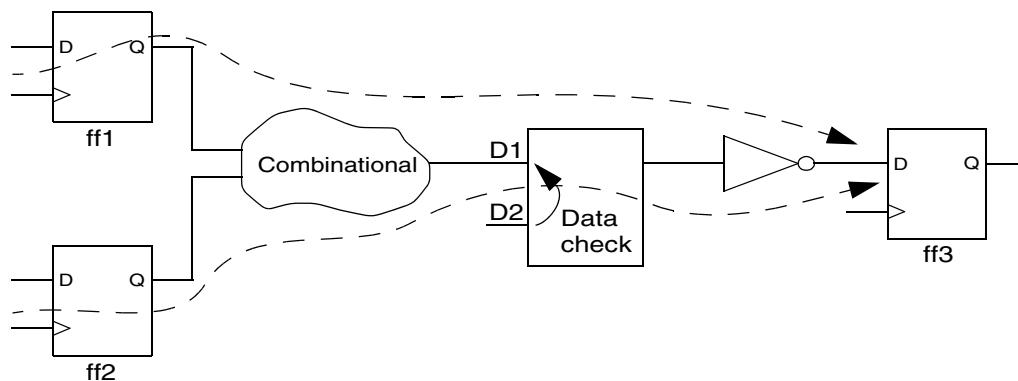 D Q
ff1
Combinational
D1
D2
Data
check
D Q
ff3
D Q
ff2